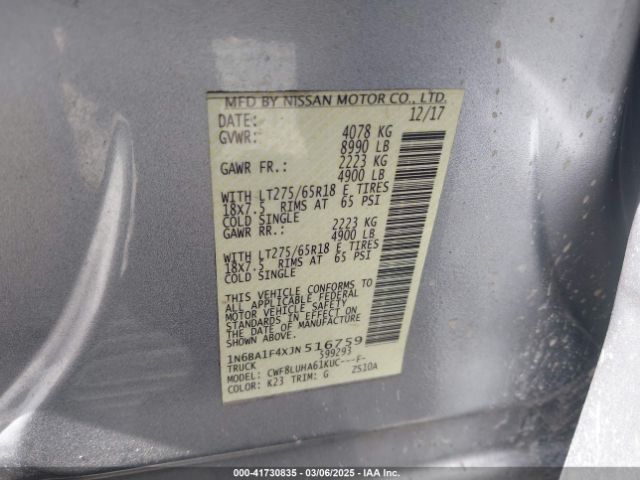 MFD BY NISSAN MOTOR CO., LTD.
DATE: 12/17
GVWR: 4078 KG
8990 LB
GAWR FR.: 2223 KG
4900 LB
WITH LT275/65R18 E TIRES
18X7.5 RIMS AT 65 PSI
COLD SINGLE
GAWR RR.: 2223 KG
4900 LB
WITH LT275/65R18 E TIRES
18X7.5 RIMS AT 65 PSI
COLD SINGLE
THIS VEHICLE CONFORMS TO
ALL APPLICABLE FEDERAL
MOTOR VEHICLE SAFETY
STANDARDS IN EFFECT ON
THE DATE OF MANUFACTURE
SHOWN ABOVE.
1N6BA1F4XJN516759
TRUCK 599293
MODEL: CWF8LUHA61KUC---F-
COLOR: K23 TRIM: G ZS10A
000-41730835 - 03/06/2025 - IAA Inc.